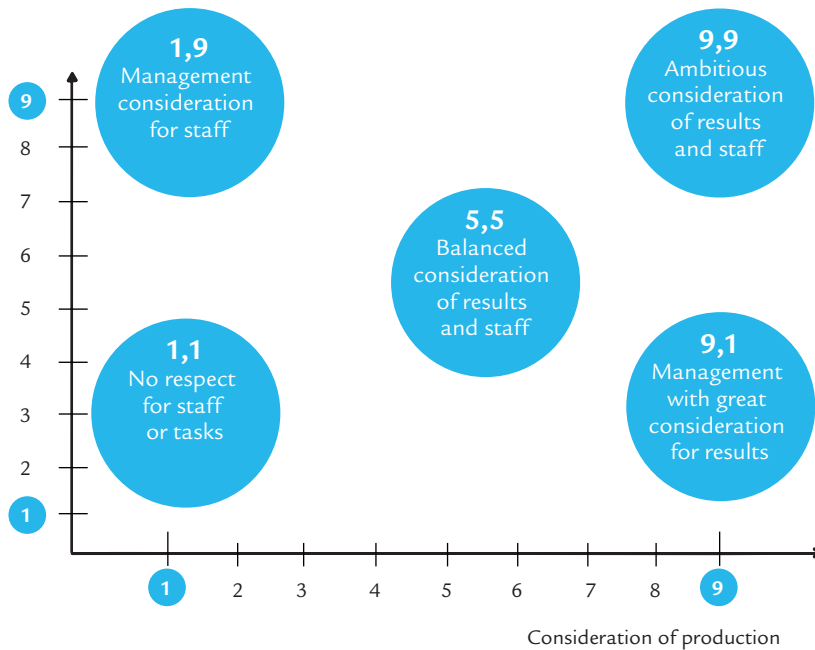 1,9
Management
consideration
for staff
9,9
Ambitious
consideration
of results
and staff
5,5
Balanced
consideration
of results
and staff
1,1
No respect
for staff
or tasks
9,1
Management
with great
consideration
for results
9
8
7
6
5
4
3
2
1
1 2 3 4 5 6 7 8 9
Consideration of production